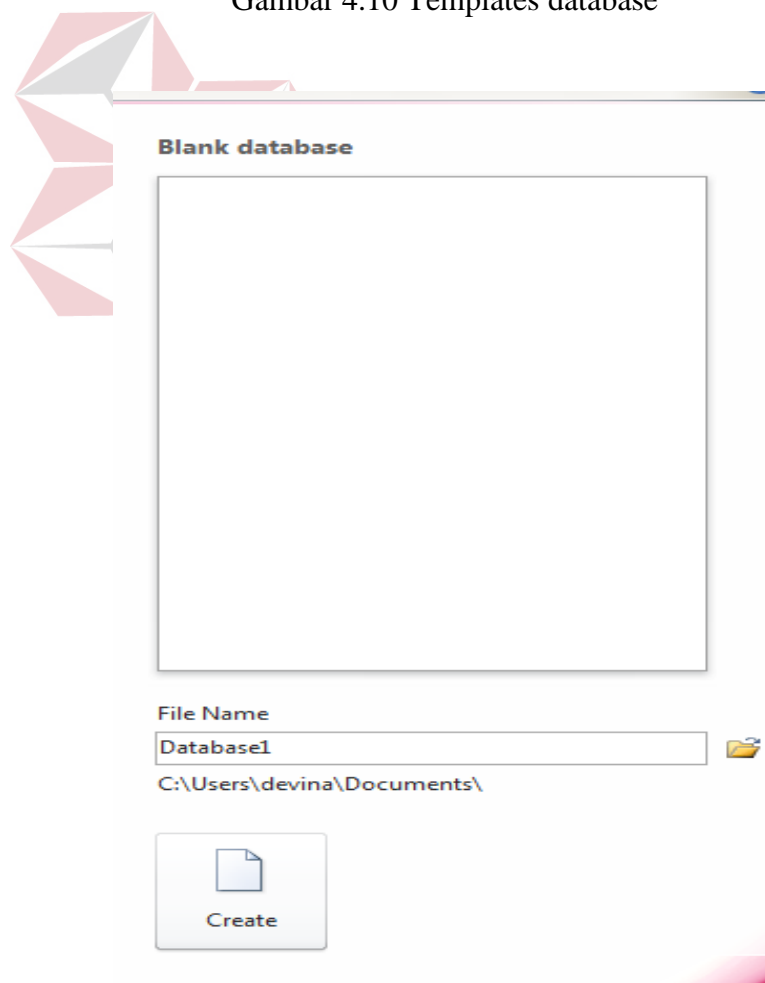 Gambar 4.10 Templates database
Blank database
File Name
Database1
C:\Users\devina\Documents\
Create